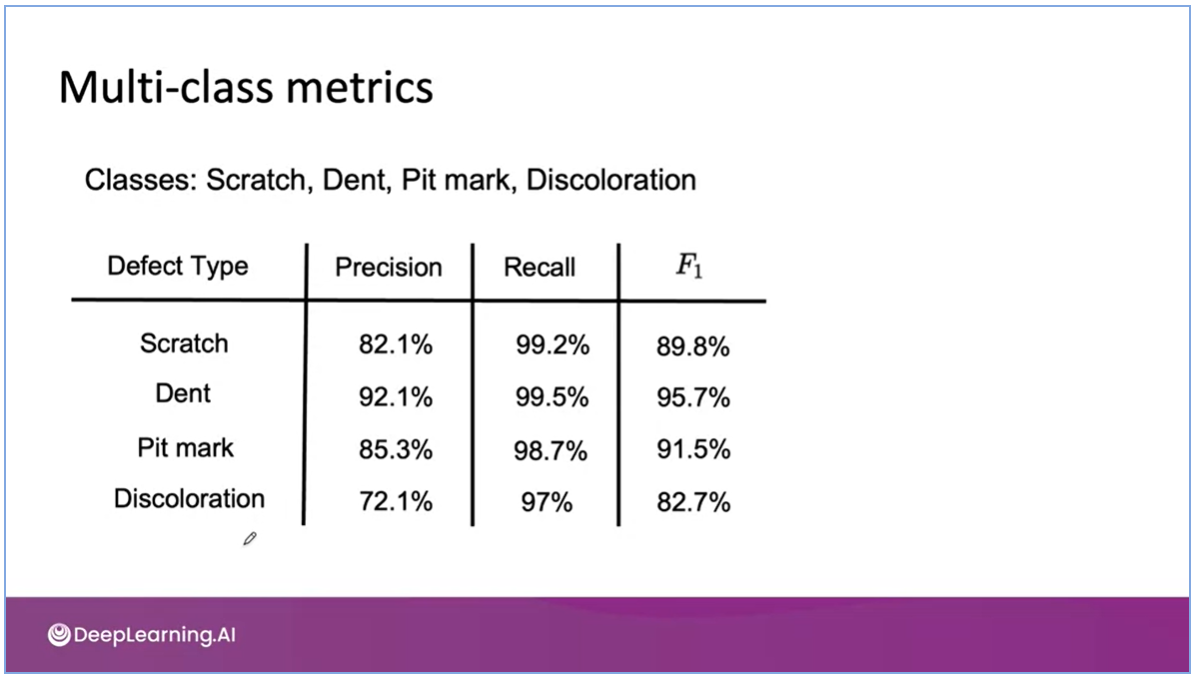 Multi-class metrics
Classes: Scratch, Dent, Pit mark, Discoloration
Defect Type Precision Recall F₁
Scratch 82.1% 99.2% 89.8%
Dent 92.1% 99.5% 95.7%
Pit mark 85.3% 98.7% 91.5%
Discoloration 72.1% 97% 82.7%
DeepLearning.AI